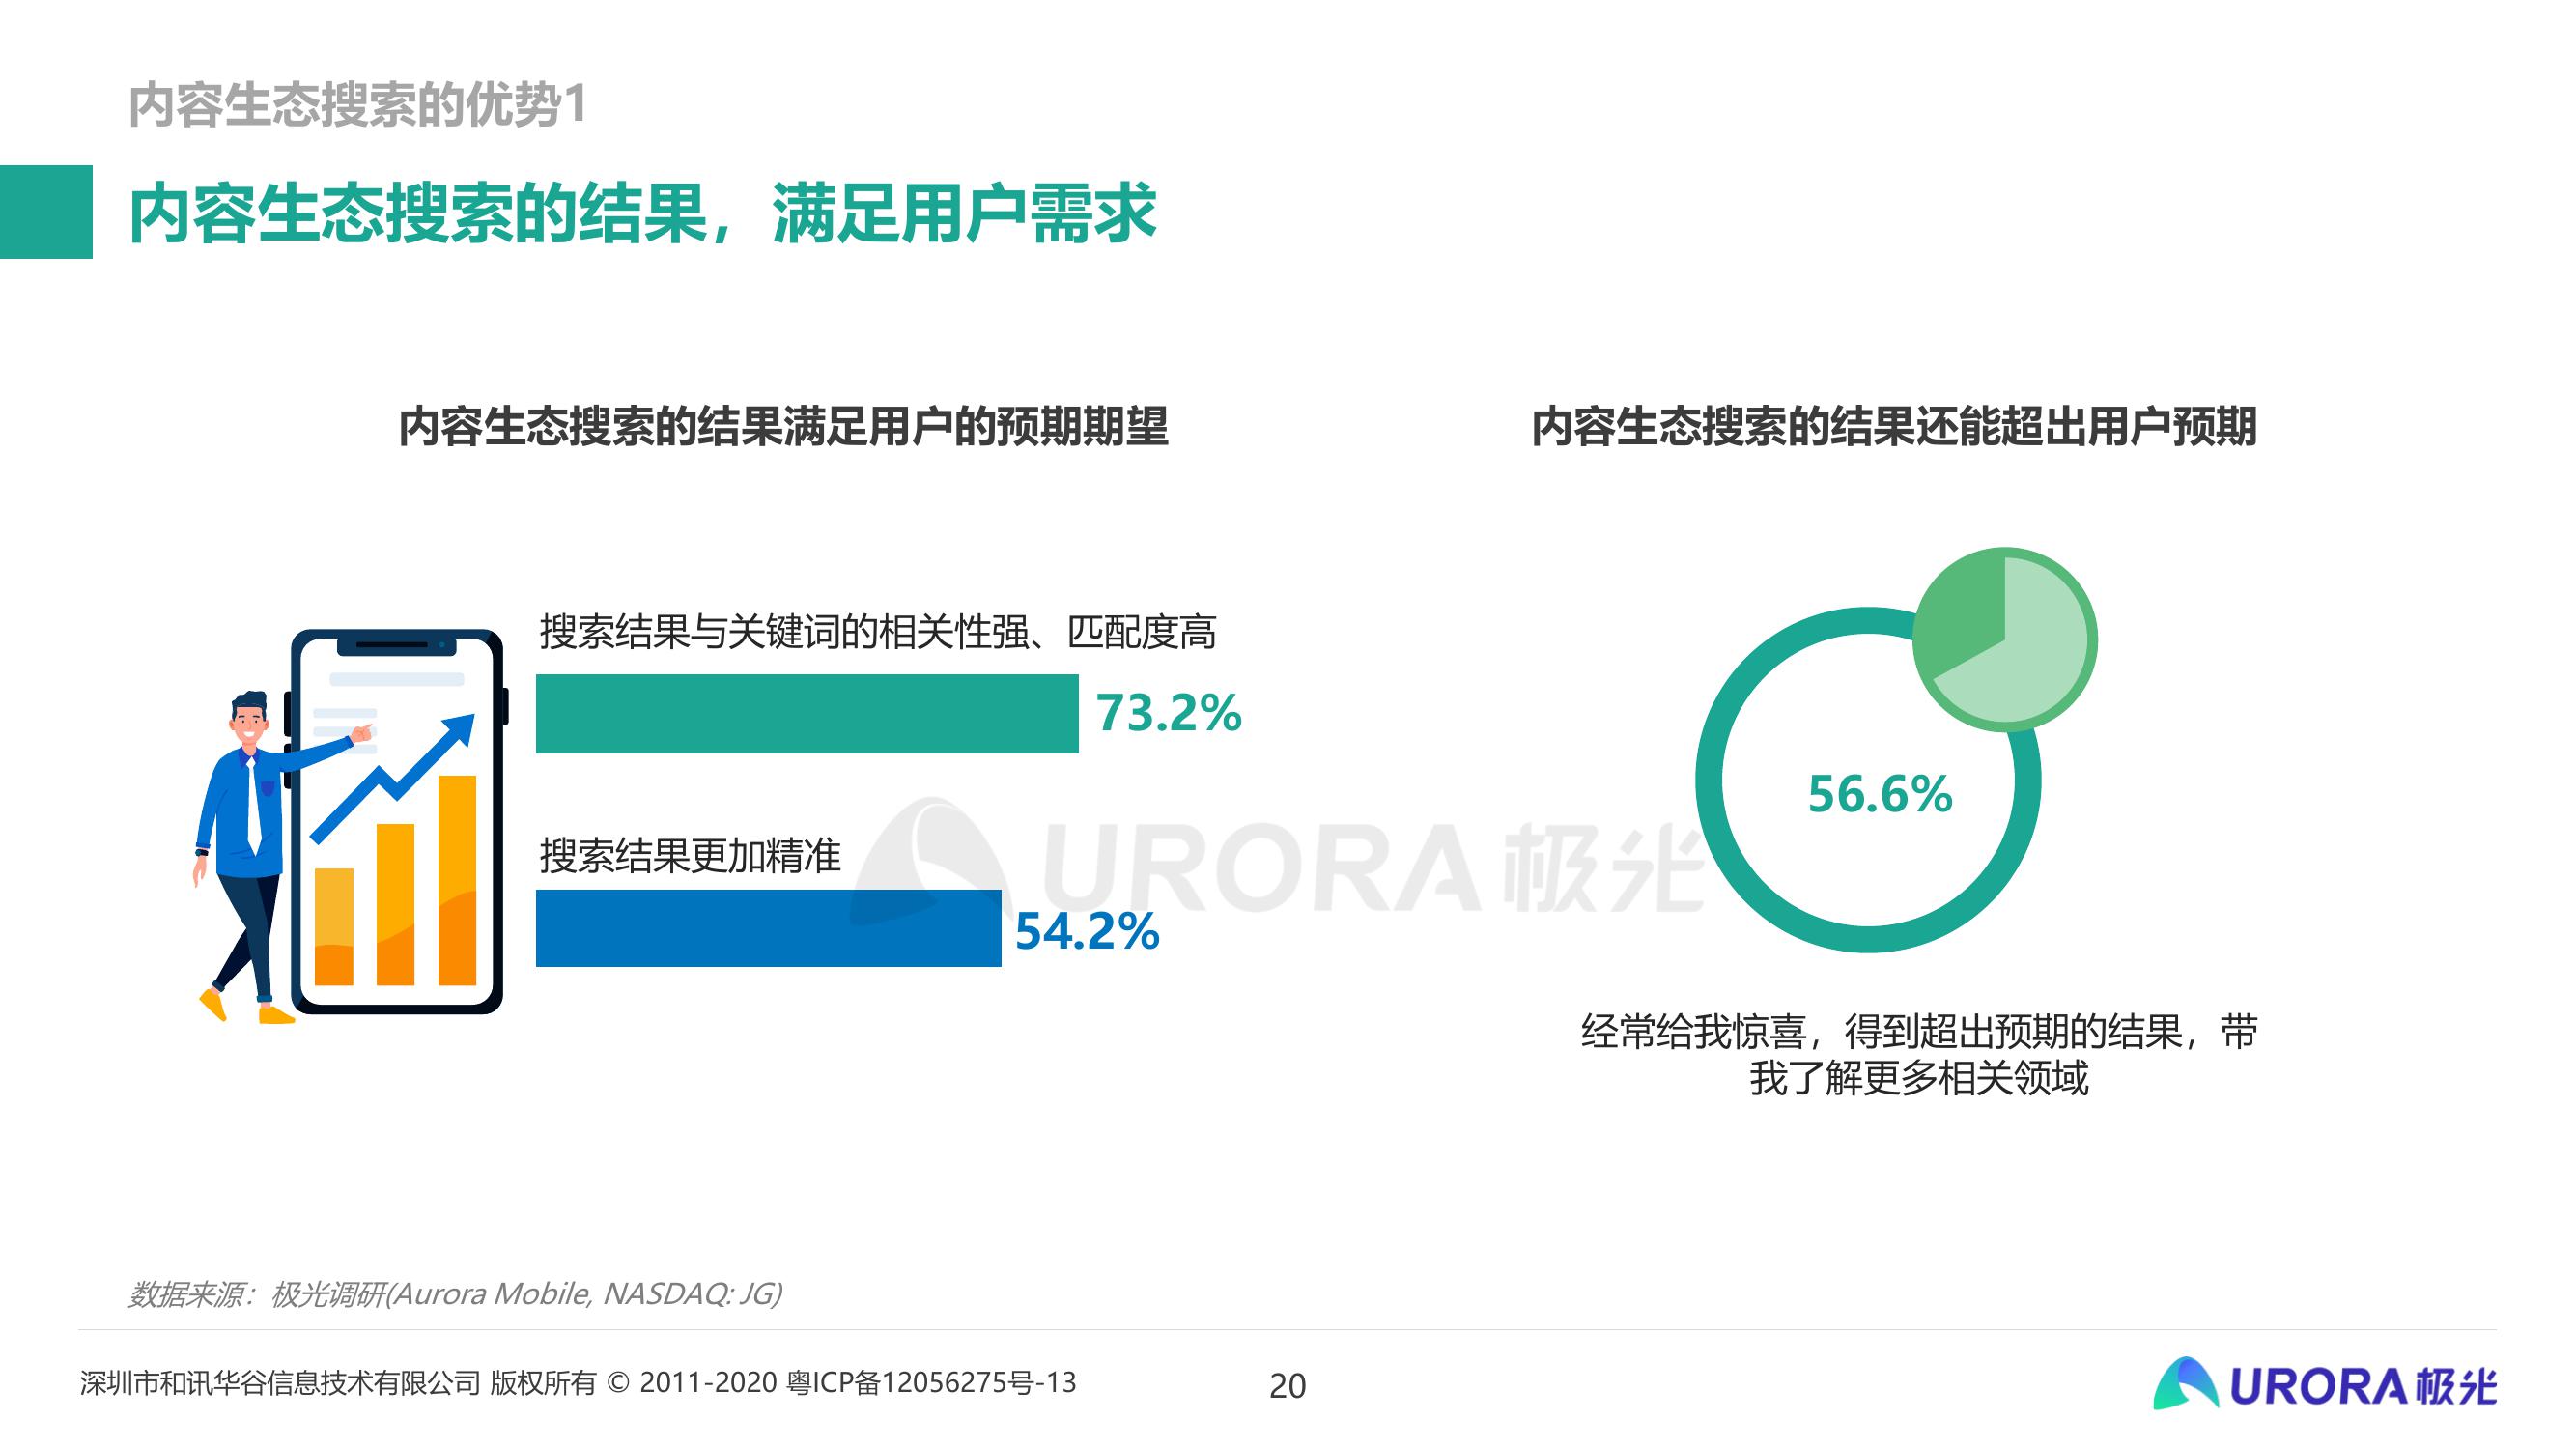 内容生态搜索的优势1
内容生态搜索的结果，满足用户需求
内容生态搜索的结果满足用户的预期期望
搜索结果与关键词的相关性强、匹配度高
73.2%
搜索结果更加精准
54.2%
内容生态搜索的结果还能超出用户预期
56.6%
经常给我惊喜，得到超出预期的结果，带
我了解更多相关领域
URORA极光
数据来源：极光调研(Aurora Mobile, NASDAQ: JG)
深圳市和讯华谷信息技术有限公司 版权所有 © 2011-2020 粤ICP备12056275号-13
20
URORA极光